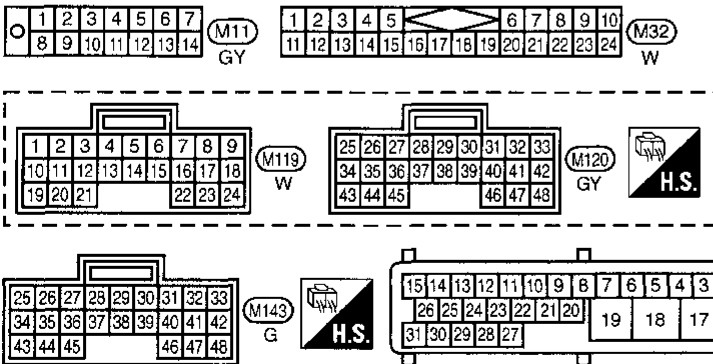 1 2 3 4 5 6 7
8 9 10 11 12 13 14
M11
GY
1 2 3 4 5 6 7 8 9 10
11 12 13 14 15 16 17 18 19 20 21 22 23 24
M32
W
1 2 3 4 5 6 7 8 9
10 11 12 13 14 15 16 17 18
19 20 21 22 23 24
M119
W
25 26 27 28 29 30 31 32 33
34 35 36 37 38 39 40 41 42
43 44 45 46 47 48
M120
GY
H.S.
25 26 27 28 29 30 31 32 33
34 35 36 37 38 39 40 41 42
43 44 45 46 47 48
M143
G
H.S.
15 14 13 12 11 10 9 8 7 6 5 4 3
26 25 24 23 22 21 20 19 18 17
31 30 29 28 27